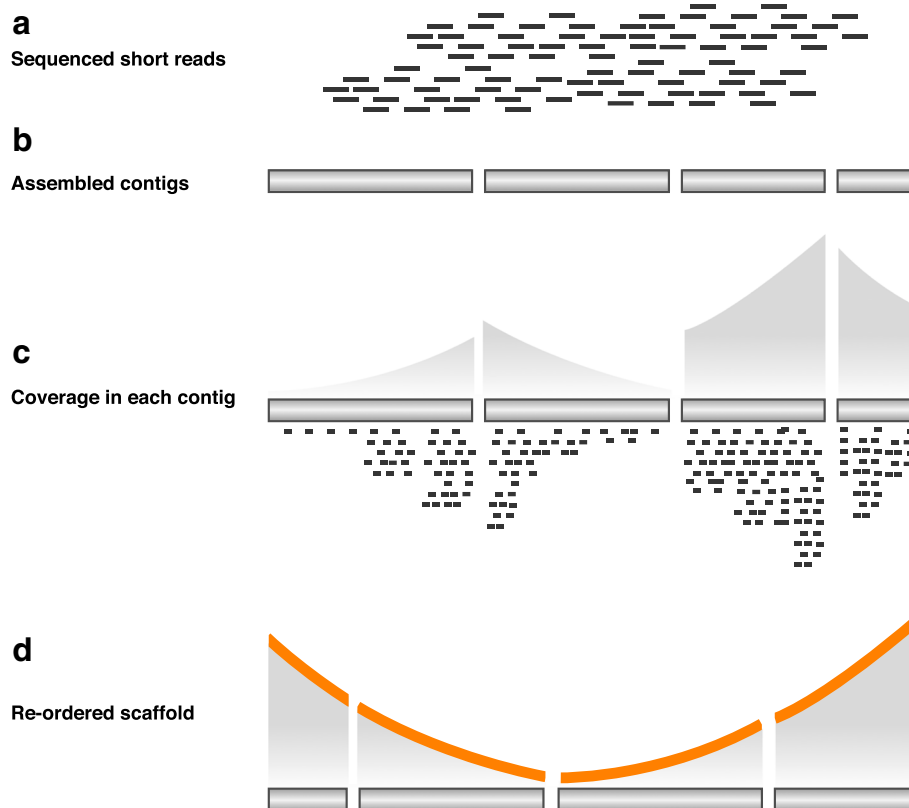 a
Sequenced short reads
b
Assembled contigs
c
Coverage in each contig
d
Re-ordered scaffold